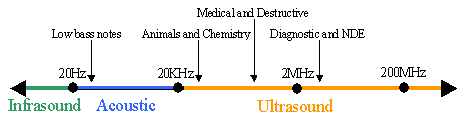 Medical and Destructive
Low bass notes Animals and Chemistry Diagnostic and NDE
20Hz 20KHz 2MHz 200MHz
Infrasound Acoustic Ultrasound